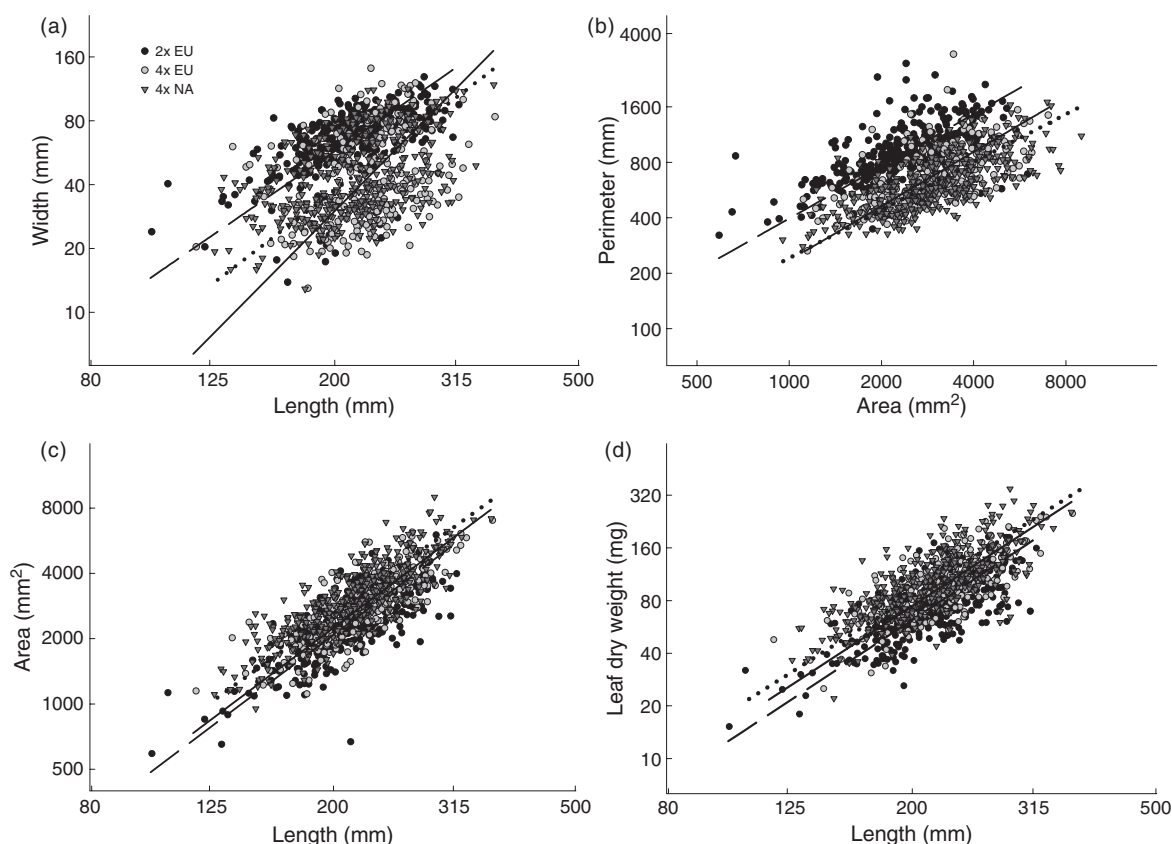 (a)
2x EU
4x EU
4x NA
160
80
40
20
10
Width (mm)
80
125
200
315
500
Length (mm)
(b)
4000
1600
800
400
200
100
Perimeter (mm)
500
1000
2000
4000
8000
Area (mm²)
(c)
8000
4000
2000
1000
500
Area (mm²)
80
125
200
315
500
Length (mm)
(d)
320
160
80
40
20
10
Leaf dry weight (mg)
80
125
200
315
500
Length (mm)